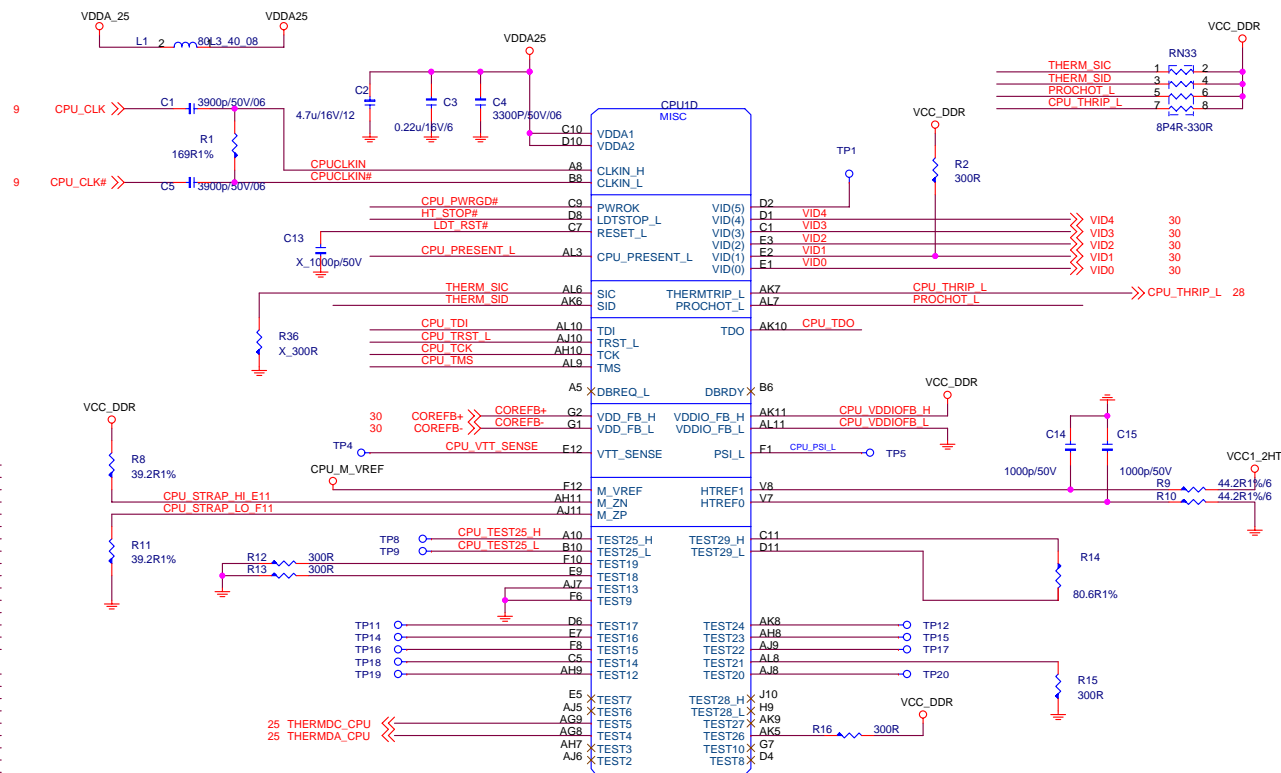 VDDA_25 VDDA25
L1 2 80L3_40_08
VDDA25
VCC_DDR
RN33
THERM_SIC 1 2
THERM_SID 3 4
PROCHOT_L 5 6
CPU_THRIP_L 7 8
8P4R-330R
9 CPU_CLK C1 3900p/50V/06
R1
169R1%
9 CPU_CLK# C5 3900p/50V/06
C2
4.7u/16V/12
C3
0.22u/16V/6
C4
3300P/50V/06
CPU1D
MISC
C10 VDDA1
D10 VDDA2
CPUCLKIN A8 CLKIN_H
CPUCLKIN# B8 CLKIN_L
VCC_DDR
R2
300R
TP1
CPU_PWRGD# C9 PWROK VID(5) D2
HT_STOP# D8 LDTSTOP_L VID(4) D1 VID4 VID4 30
LDT_RST# C7 RESET_L VID(3) C1 VID3 VID3 30
VID(2) E3 VID2 VID2 30
CPU_PRESENT_L AL3 CPU_PRESENT_L VID(1) E2 VID1 VID1 30
VID(0) E1 VID0 VID0 30
C13
X_1000p/50V
THERM_SIC AL6 SIC THERMTRIP_L AK7 CPU_THRIP_L CPU_THRIP_L 28
THERM_SID AK6 SID PROCHOT_L AL7 PROCHOT_L
R36
X_300R
CPU_TDI AL10 TDI TDO AK10 CPU_TDO
CPU_TRST_L AJ10 TRST_L
CPU_TCK AH10 TCK
CPU_TMS AL9 TMS
A5 DBREQ_L DBRDY B6
VCC_DDR
30 COREFB+ COREFB+ G2 VDD_FB_H VDDIO_FB_H AK11 CPU_VDDIOFB_H
30 COREFB- COREFB- G1 VDD_FB_L VDDIO_FB_L AL11 CPU_VDDIOFB_L
TP4 CPU_VTT_SENSE E12 VTT_SENSE PSI_L F1 CPU_PSI_L TP5
VCC_DDR
R8
39.2R1%
CPU_M_VREF
C14 C15
1000p/50V 1000p/50V
VCC1_2HT
F12 M_VREF HTREF1 V8 R9 44.2R1%/6
CPU_STRAP_HI_E11 AH11 M_ZN HTREF0 V7 R10 44.2R1%/6
CPU_STRAP_LO_F11 AJ11 M_ZP
R11
39.2R1%
TP8 CPU_TEST25_H A10 TEST25_H TEST29_H C11
TP9 CPU_TEST25_L B10 TEST25_L TEST29_L D11
R12 300R F10 TEST19
R13 300R E9 TEST18
AJ7 TEST13
F6 TEST9
R14
80.6R1%
TP11 D6 TEST17 TEST24 AK8 TP12
TP14 E7 TEST16 TEST23 AH8 TP15
TP16 F8 TEST15 TEST22 AJ9 TP17
TP18 C5 TEST14 TEST21 AL8
TP19 AH9 TEST12 TEST20 AJ8 TP20
R15
300R
E5 TEST7 TEST28_H J10
AJ5 TEST6 TEST28_L H9
25 THERMDC_CPU AG9 TEST5 TEST27 AK9
25 THERMDA_CPU AG8 TEST4 TEST26 AK5 R16 300R VCC_DDR
AH7 TEST3 TEST10 G7
AJ6 TEST2 TEST8 D4